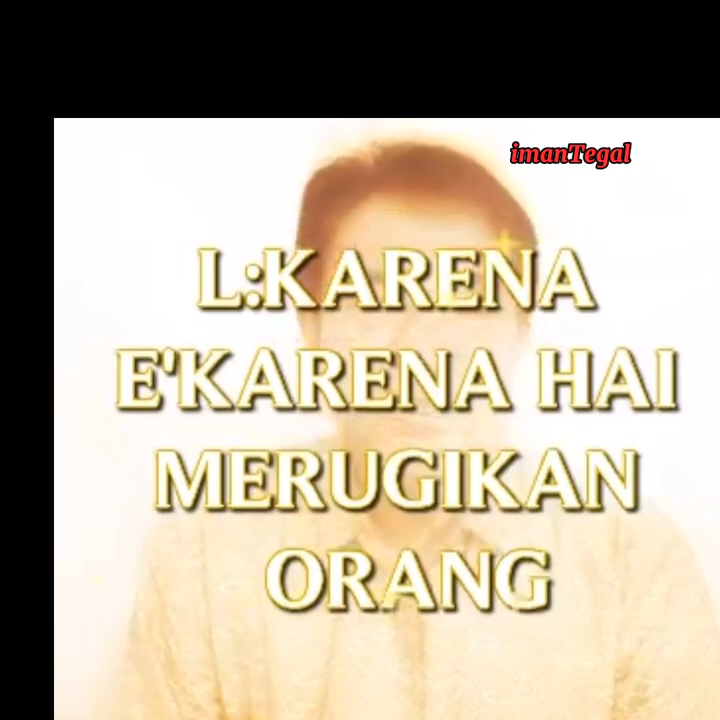 imanTegal
L:KARENA
E'KARENA HAI
MERUGIKAN
ORANG